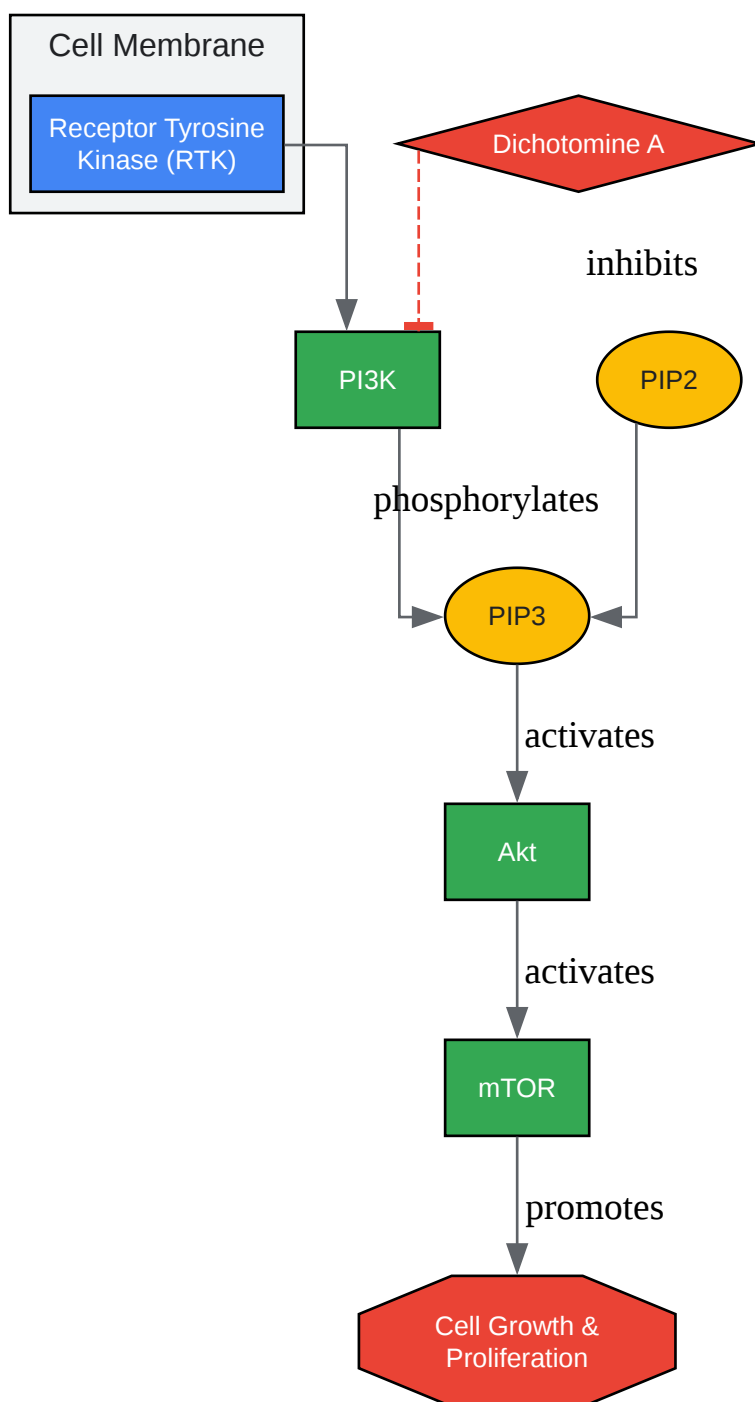 Cell Membrane
Receptor Tyrosine
Kinase (RTK)
Dichotomine A
inhibits
PI3K
PIP2
phosphorylates
PIP3
activates
Akt
activates
mTOR
promotes
Cell Growth &
Proliferation